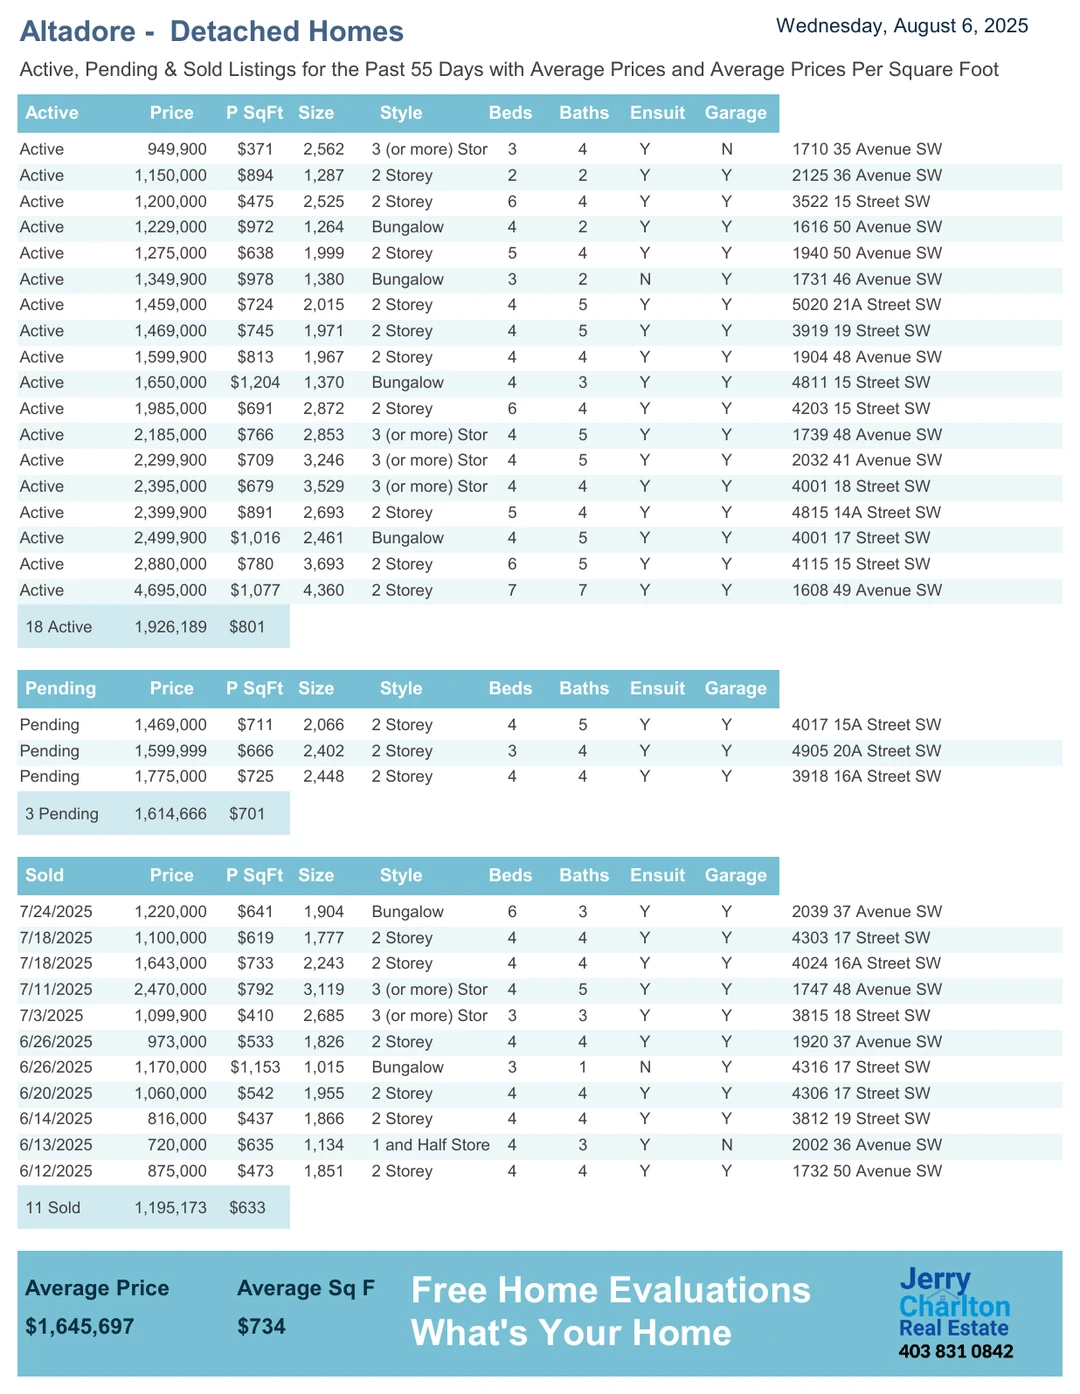 Altadore - Detached Homes
Wednesday, August 6, 2025
Active, Pending & Sold Listings for the Past 55 Days with Average Prices and Average Prices Per Square Foot
Active Price P SqFt Size Style Beds Baths Ensuit Garage
Active 949,900 $371 2,562 3 (or more) Stor 3 4 Y N 1710 35 Avenue SW
Active 1,150,000 $894 1,287 2 Storey 2 2 Y Y 2125 36 Avenue SW
Active 1,200,000 $475 2,525 2 Storey 6 4 Y Y 3522 15 Street SW
Active 1,229,000 $972 1,264 Bungalow 4 2 Y Y 1616 50 Avenue SW
Active 1,275,000 $638 1,999 2 Storey 5 4 Y Y 1940 50 Avenue SW
Active 1,349,900 $978 1,380 Bungalow 3 2 N Y 1731 46 Avenue SW
Active 1,459,000 $724 2,015 2 Storey 4 5 Y Y 5020 21A Street SW
Active 1,469,000 $745 1,971 2 Storey 4 5 Y Y 3919 19 Street SW
Active 1,599,900 $813 1,967 2 Storey 4 4 Y Y 1904 48 Avenue SW
Active 1,650,000 $1,204 1,370 Bungalow 4 3 Y Y 4811 15 Street SW
Active 1,985,000 $691 2,872 2 Storey 6 4 Y Y 4203 15 Street SW
Active 2,185,000 $766 2,853 3 (or more) Stor 4 5 Y Y 1739 48 Avenue SW
Active 2,299,900 $709 3,246 3 (or more) Stor 4 5 Y Y 2032 41 Avenue SW
Active 2,395,000 $679 3,529 3 (or more) Stor 4 4 Y Y 4001 18 Street SW
Active 2,399,900 $891 2,693 2 Storey 5 4 Y Y 4815 14A Street SW
Active 2,499,900 $1,016 2,461 Bungalow 4 5 Y Y 4001 17 Street SW
Active 2,880,000 $780 3,693 2 Storey 6 5 Y Y 4115 15 Street SW
Active 4,695,000 $1,077 4,360 2 Storey 7 7 Y Y 1608 49 Avenue SW
18 Active 1,926,189 $801
Pending Price P SqFt Size Style Beds Baths Ensuit Garage
Pending 1,469,000 $711 2,066 2 Storey 4 5 Y Y 4017 15A Street SW
Pending 1,599,999 $666 2,402 2 Storey 3 4 Y Y 4905 20A Street SW
Pending 1,775,000 $725 2,448 2 Storey 4 4 Y Y 3918 16A Street SW
3 Pending 1,614,666 $701
Sold Price P SqFt Size Style Beds Baths Ensuit Garage
7/24/2025 1,220,000 $641 1,904 Bungalow 6 3 Y Y 2039 37 Avenue SW
7/18/2025 1,100,000 $619 1,777 2 Storey 4 4 Y Y 4303 17 Street SW
7/18/2025 1,643,000 $733 2,243 2 Storey 4 4 Y Y 4024 16A Street SW
7/11/2025 2,470,000 $792 3,119 3 (or more) Stor 4 5 Y Y 1747 48 Avenue SW
7/3/2025 1,099,900 $410 2,685 3 (or more) Stor 3 3 Y Y 3815 18 Street SW
6/26/2025 973,000 $533 1,826 2 Storey 4 4 Y Y 1920 37 Avenue SW
6/26/2025 1,170,000 $1,153 1,015 Bungalow 3 1 N Y 4316 17 Street SW
6/20/2025 1,060,000 $542 1,955 2 Storey 4 4 Y Y 4306 17 Street SW
6/14/2025 816,000 $437 1,866 2 Storey 4 4 Y Y 3812 19 Street SW
6/13/2025 720,000 $635 1,134 1 and Half Store 4 3 Y N 2002 36 Avenue SW
6/12/2025 875,000 $473 1,851 2 Storey 4 4 Y Y 1732 50 Avenue SW
11 Sold 1,195,173 $633
Average Price Average Sq F
$1,645,697 $734
Free Home Evaluations
What's Your Home
Jerry
Charlton
Real Estate
403 831 0842